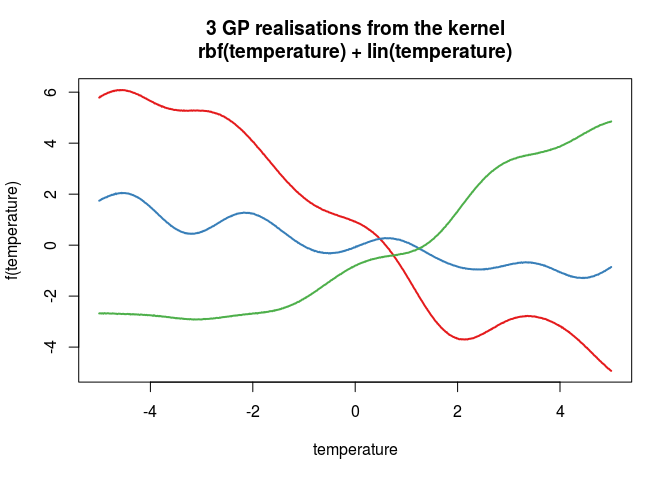 3 GP realisations from the kernel
rbf(temperature) + lin(temperature)
f(temperature)
6
4
2
0
-2
-4
-4
-2
0
2
4
temperature